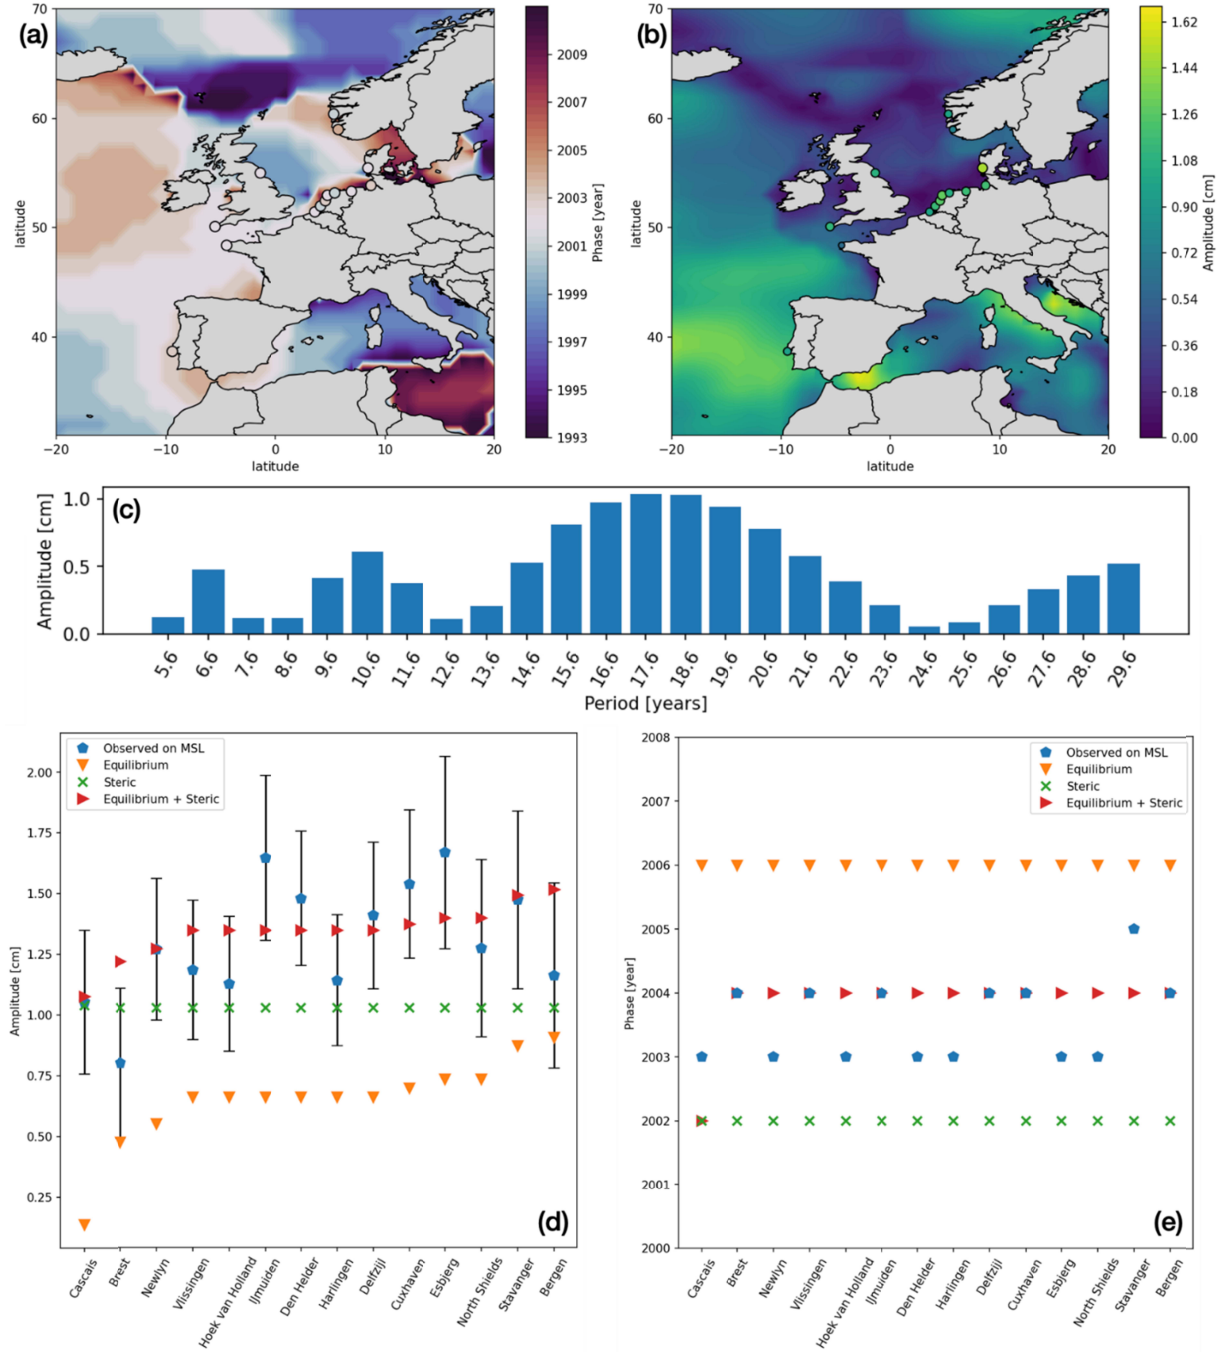 (a)
70
60
50
40
latitude
−20
−10
0
10
20
latitude
2009
2007
2005
2003
2001
1999
1997
1995
1993
Phase [year]
(b)
70
60
50
40
latitude
−20
−10
0
10
20
latitude
1.62
1.44
1.26
1.08
0.90
0.72
0.54
0.36
0.18
0.00
Amplitude [cm]
(c)
1.0
0.5
0.0
Amplitude [cm]
5.6
6.6
7.6
8.6
9.6
10.6
11.6
12.6
13.6
14.6
15.6
16.6
17.6
18.6
19.6
20.6
21.6
22.6
23.6
24.6
25.6
26.6
27.6
28.6
29.6
Period [years]
Observed on MSL
Equilibrium
Steric
Equilibrium + Steric
2.00
1.75
1.50
1.25
1.00
0.75
0.50
0.25
Amplitude [cm]
(d)
Cascais
Brest
Newlyn
Vlissingen
Hoek van Holland
IJmuiden
Den Helder
Harlingen
Delfzijl
Cuxhaven
Esbjerg
North Shields
Stavanger
Bergen
Observed on MSL
Equilibrium
Steric
Equilibrium + Steric
2008
2007
2006
2005
2004
2003
2002
2001
2000
Phase [year]
(e)
Cascais
Brest
Newlyn
Vlissingen
Hoek van Holland
IJmuiden
Den Helder
Harlingen
Delfzijl
Cuxhaven
Esbjerg
North Shields
Stavanger
Bergen